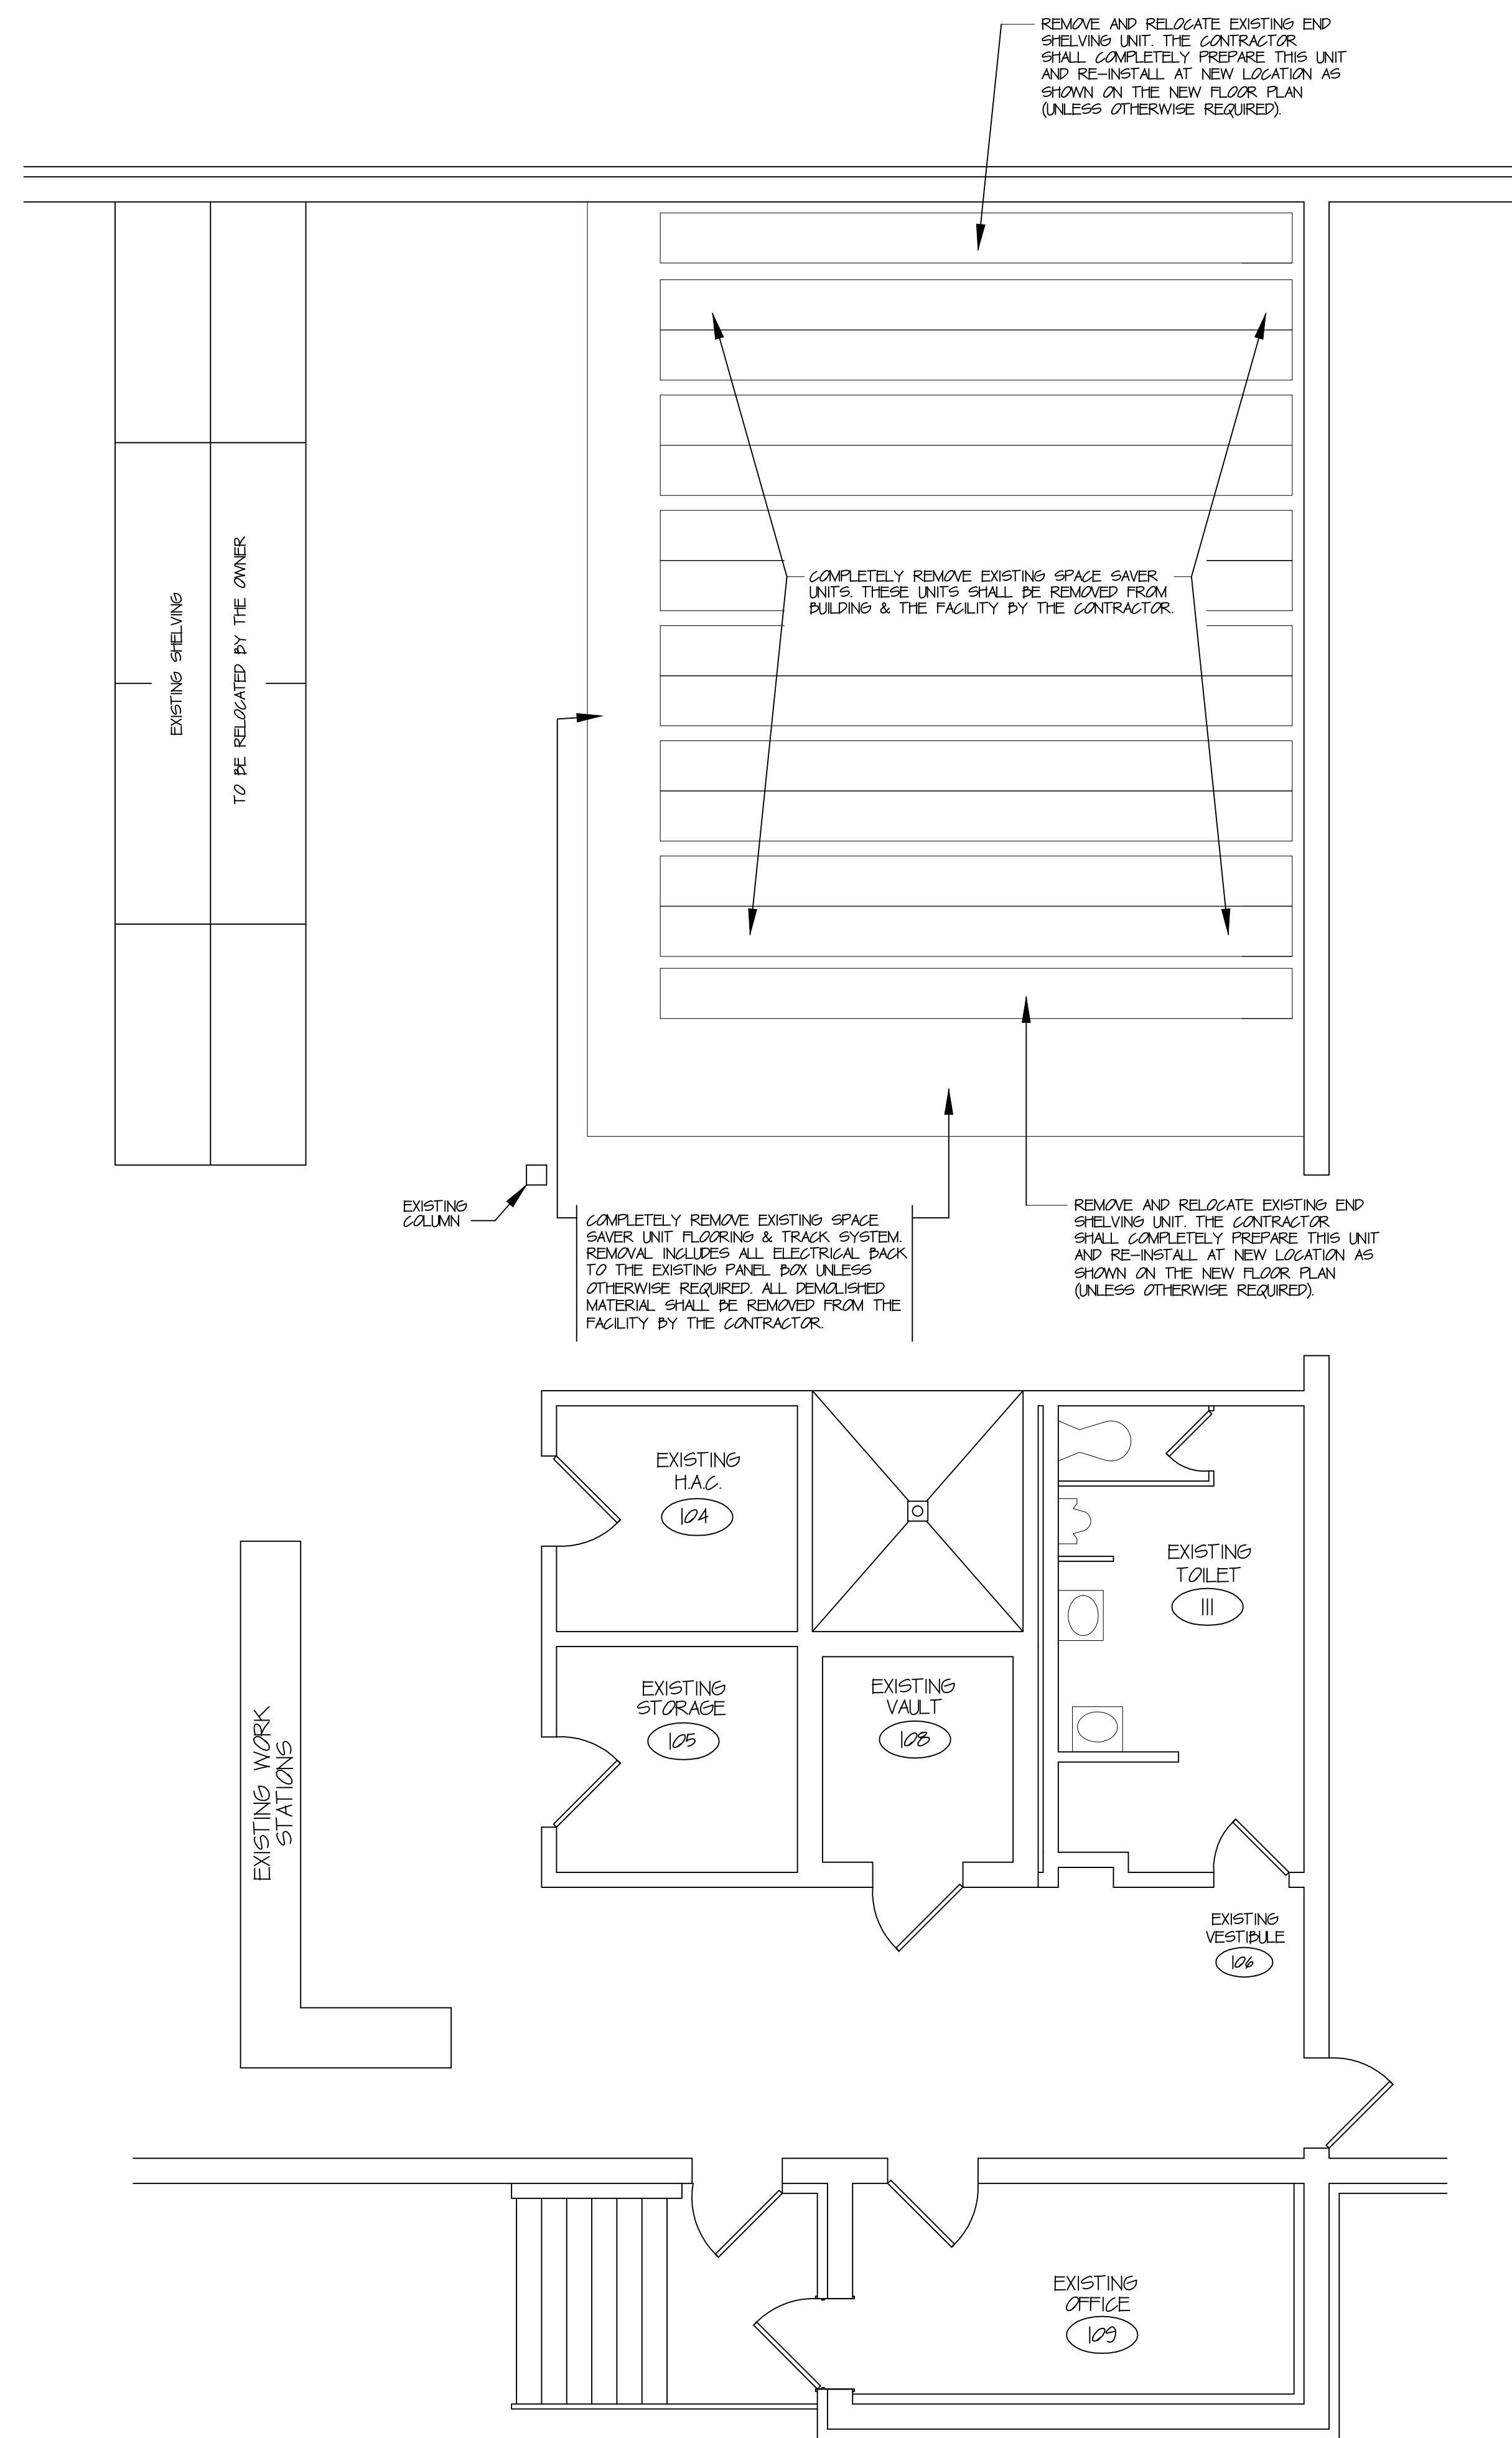 REMOVE AND RELOCATE EXISTING END
SHELVING UNIT. THE CONTRACTOR
SHALL COMPLETELY PREPARE THIS UNIT
AND RE-INSTALL AT NEW LOCATION AS
SHOWN ON THE NEW FLOOR PLAN
(UNLESS OTHERWISE REQUIRED).
EXISTING SHELVING
TO BE RELOCATED BY THE OWNER
COMPLETELY REMOVE EXISTING SPACE SAVER
UNITS. THESE UNITS SHALL BE REMOVED FROM
BUILDING & THE FACILITY BY THE CONTRACTOR.
EXISTING
COLUMN
COMPLETELY REMOVE EXISTING SPACE
SAVER UNIT FLOORING & TRACK SYSTEM.
REMOVAL INCLUDES ALL ELECTRICAL BACK
TO THE EXISTING PANEL BOX UNLESS
OTHERWISE REQUIRED. ALL DEMOLISHED
MATERIAL SHALL BE REMOVED FROM THE
FACILITY BY THE CONTRACTOR.
REMOVE AND RELOCATE EXISTING END
SHELVING UNIT. THE CONTRACTOR
SHALL COMPLETELY PREPARE THIS UNIT
AND RE-INSTALL AT NEW LOCATION AS
SHOWN ON THE NEW FLOOR PLAN
(UNLESS OTHERWISE REQUIRED).
EXISTING
H.A.C.
104
EXISTING
TOILET
111
EXISTING
STORAGE
105
EXISTING
VAULT
108
EXISTING WORK
STATIONS
EXISTING
VESTIBULE
106
EXISTING
OFFICE
109